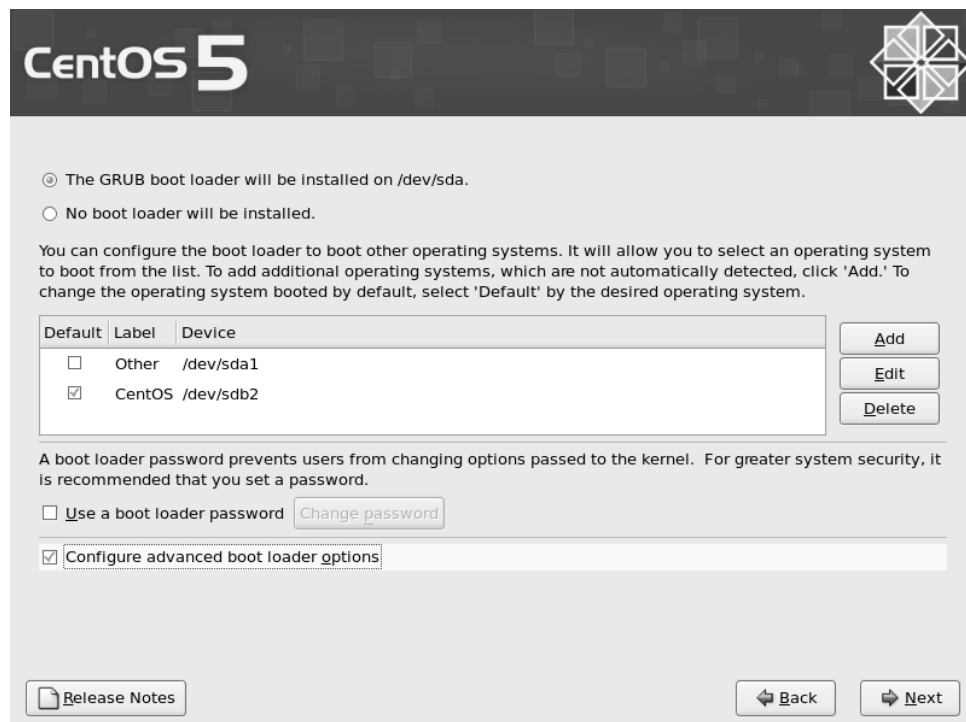 CentOS 5
The GRUB boot loader will be installed on /dev/sda.
No boot loader will be installed.
You can configure the boot loader to boot other operating systems. It will allow you to select an operating system
to boot from the list. To add additional operating systems, which are not automatically detected, click 'Add.' To
change the operating system booted by default, select 'Default' by the desired operating system.
Default Label Device
Other /dev/sda1
CentOS /dev/sdb2
Add
Edit
Delete
A boot loader password prevents users from changing options passed to the kernel.  For greater system security, it
is recommended that you set a password.
Use a boot loader password Change password
Configure advanced boot loader options
Release Notes Back Next